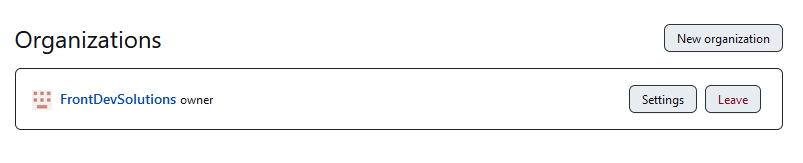 Organizations
New organization
FrontDevSolutions owner
Settings
Leave